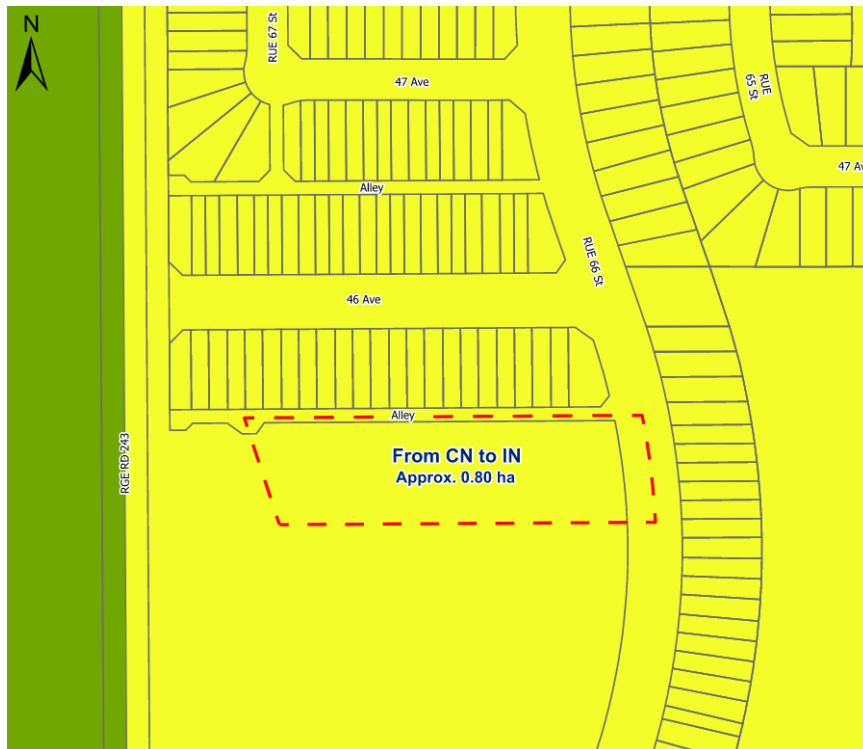 N
RUE 67 St
47 Ave
RUE
65 St
47 Av
Alley
RUE 66 St
46 Ave
Alley
RGE RD 243
From CN to IN
Approx. 0.80 ha